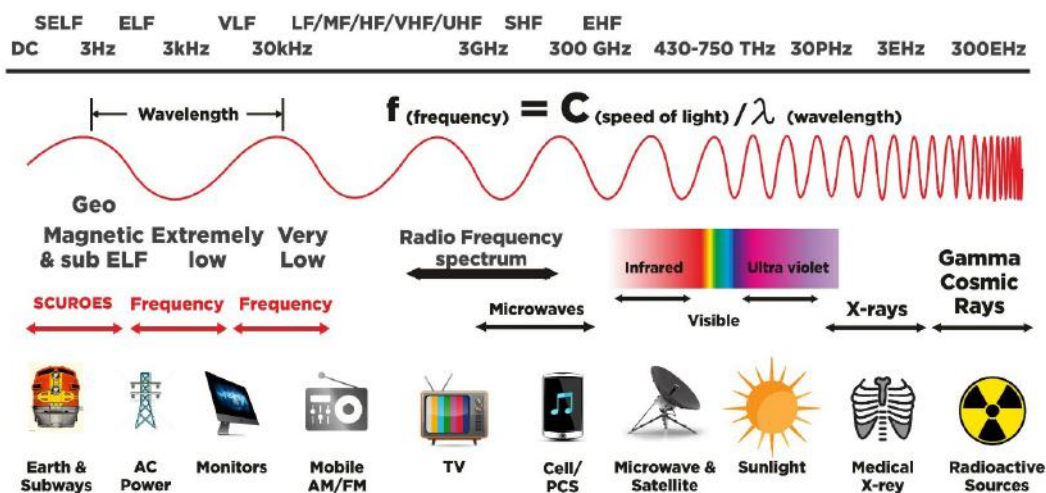 SELF ELF VLF LF/MF/HF/VHF/UHF SHF EHF
DC 3Hz 3kHz 30kHz 3GHz 300 GHz 430-750 THz 30PHz 3EHz 300EHz
Wavelength
f (frequency) = C (speed of light) / λ (wavelength)
Geo
Magnetic
& sub ELF
Extremely
low
Very
Low
Radio Frequency
spectrum
Infrared
Ultra violet
Gamma
Cosmic
Rays
SCUROES
Frequency
Frequency
Microwaves
Visible
X-rays
Earth &
Subways
AC
Power
Monitors
Mobile
AM/FM
TV
Cell/
PCS
Microwave &
Satellite
Sunlight
Medical
X-rey
Radioactive
Sources